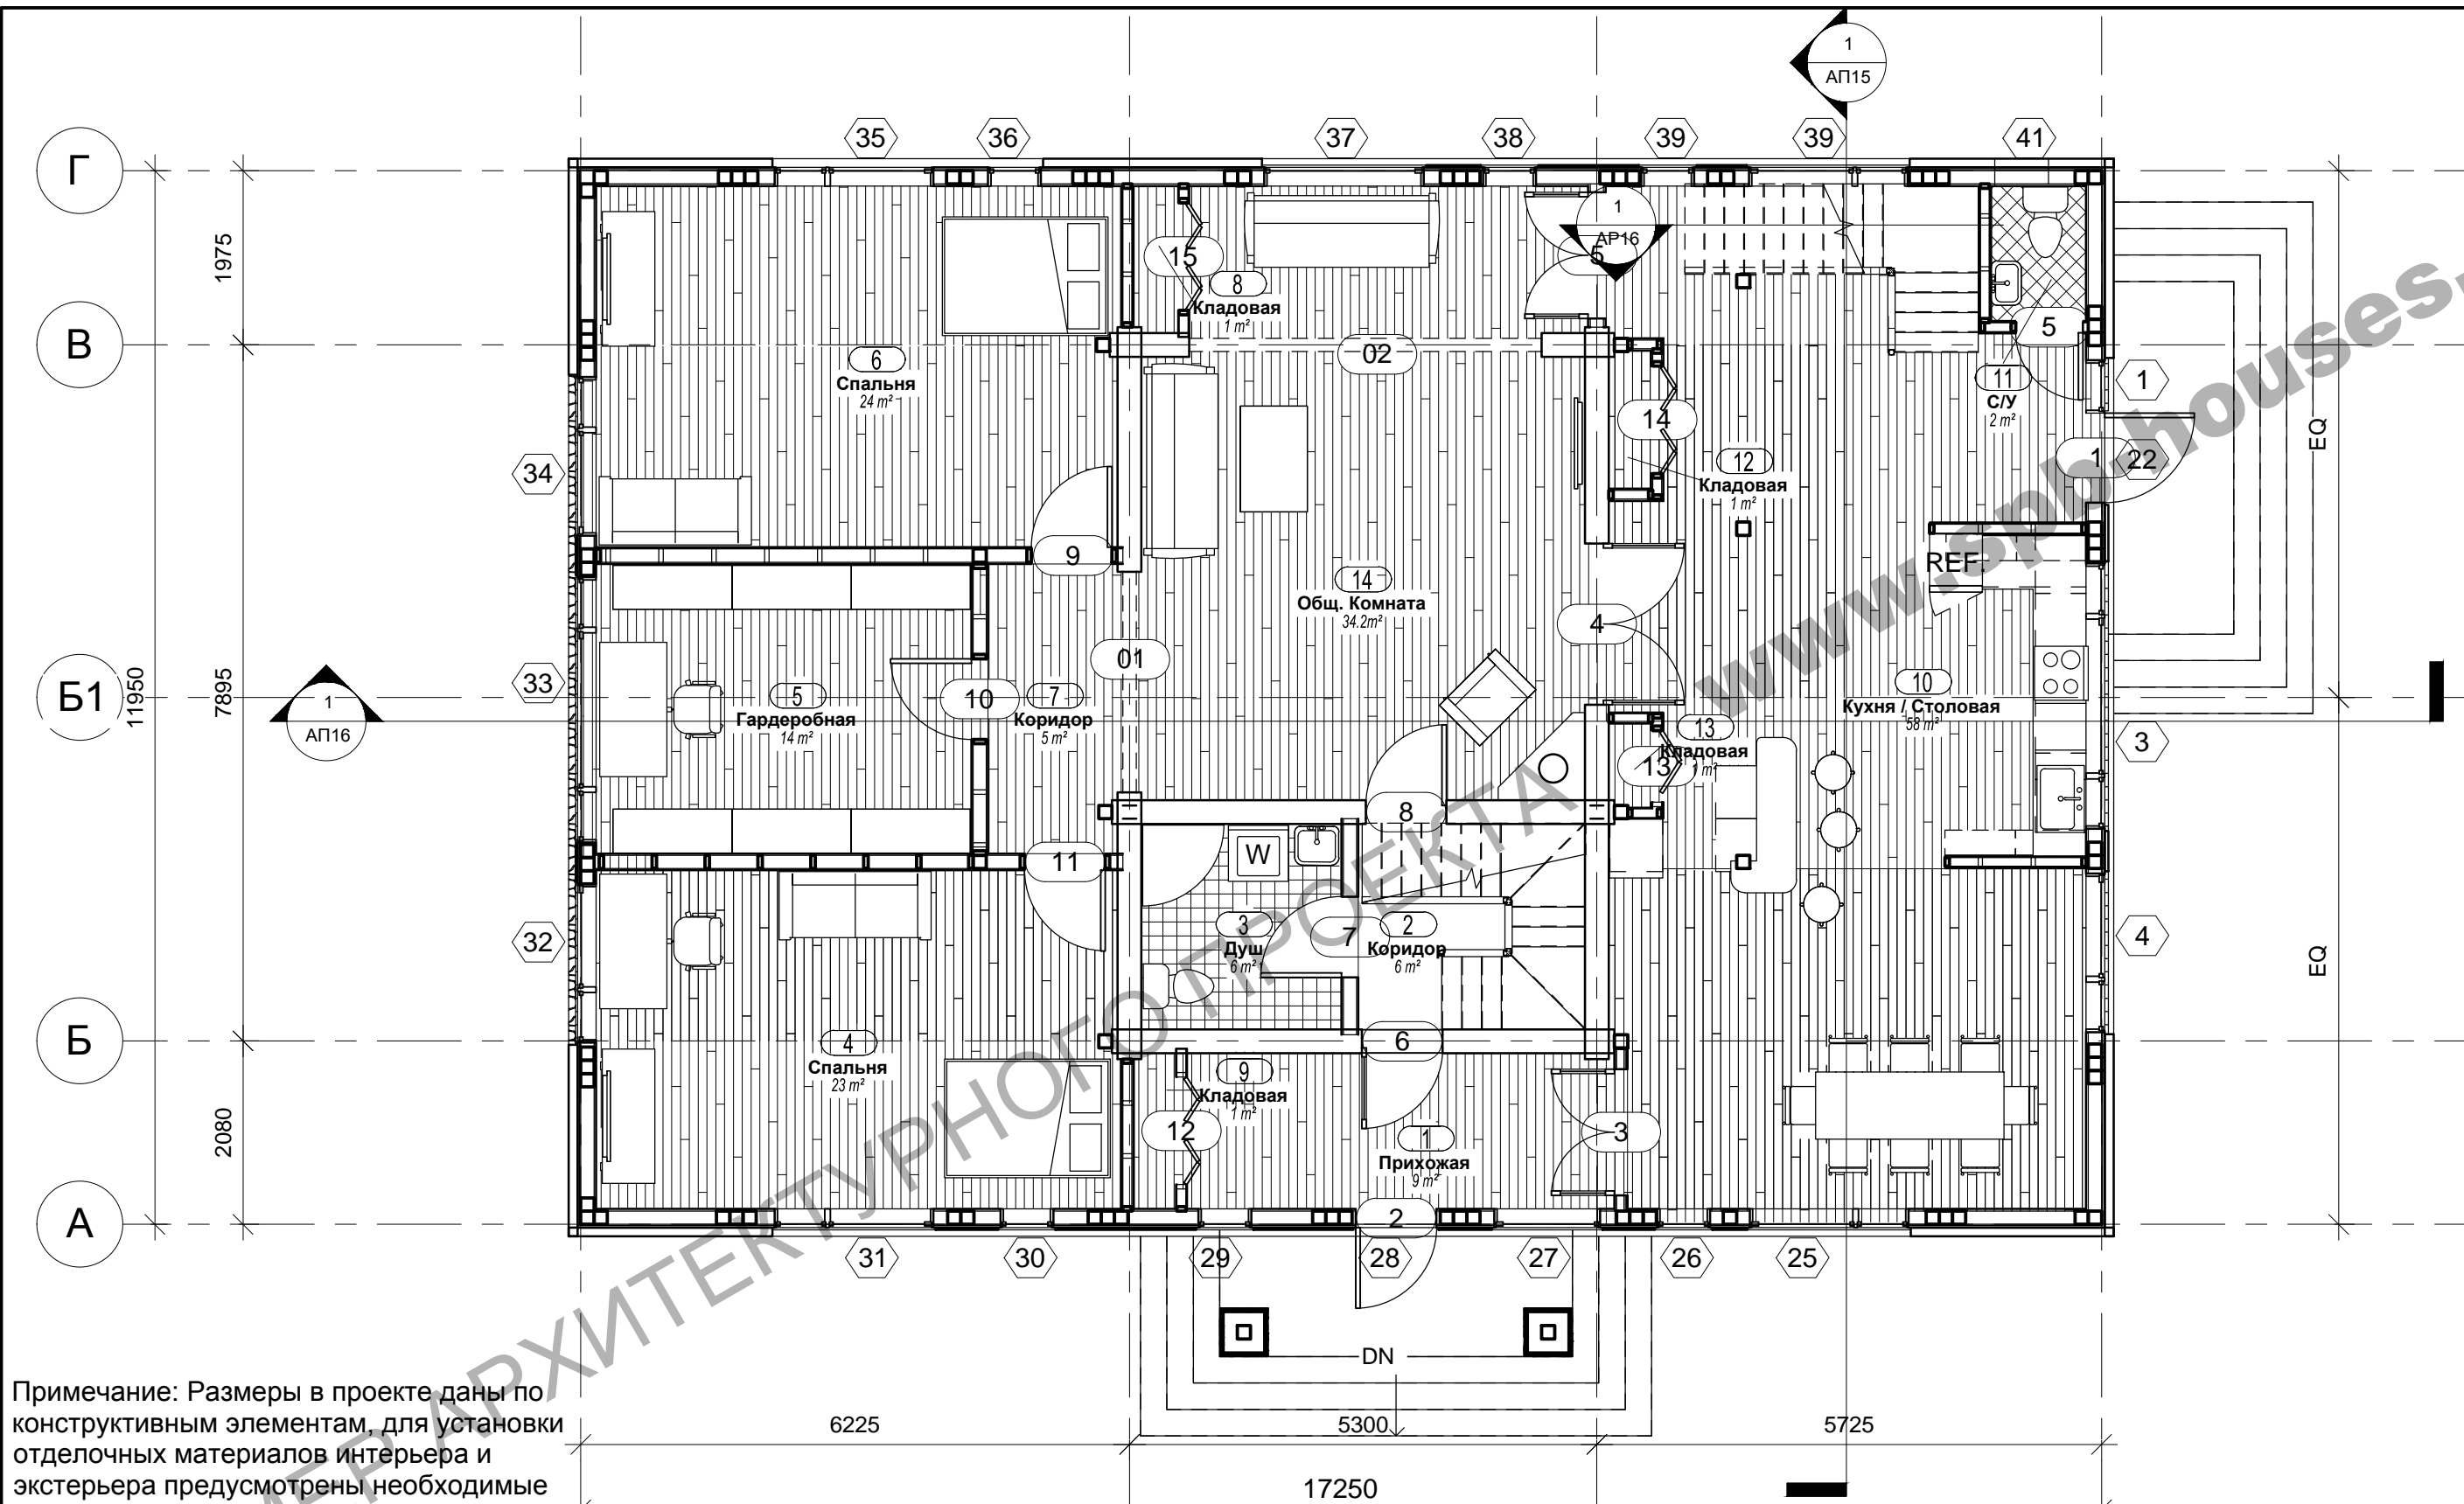 1
АП15
35
36
37
38
39
39
41
Г
1975
В
15
8
Кладовая
1 m²
1
АР16
5
5
02
6
Спальня
24 m²
14
12
Кладовая
1 m²
11
С/У
2 m²
1
1
22
EQ
34
9
REF.
14
Общ. Комната
34.2m²
4
www.spb-houses.
Б1
11950
7895
1
АП16
33
5
Гардеробная
14 m²
10
7
Коридор
5 m²
01
13
Кладовая
1 m²
13
10
Кухня / Столовая
58 m²
3
8
W
11
32
3
Душ
6 m²
7
2
Коридор
6 m²
4
EQ
Б
4
Спальня
23 m²
6
9
Кладовая
1 m²
12
1
Прихожая
9 m²
3
2080
А
2
31
30
29
28
27
26
25
DN
АРХИТЕКТУРНОГО ПРОЕКТА
Примечание: Размеры в проекте даны по
конструктивным элементам, для установки
отделочных материалов интерьера и
экстерьера предусмотрены необходимые
6225
5300
5725
17250